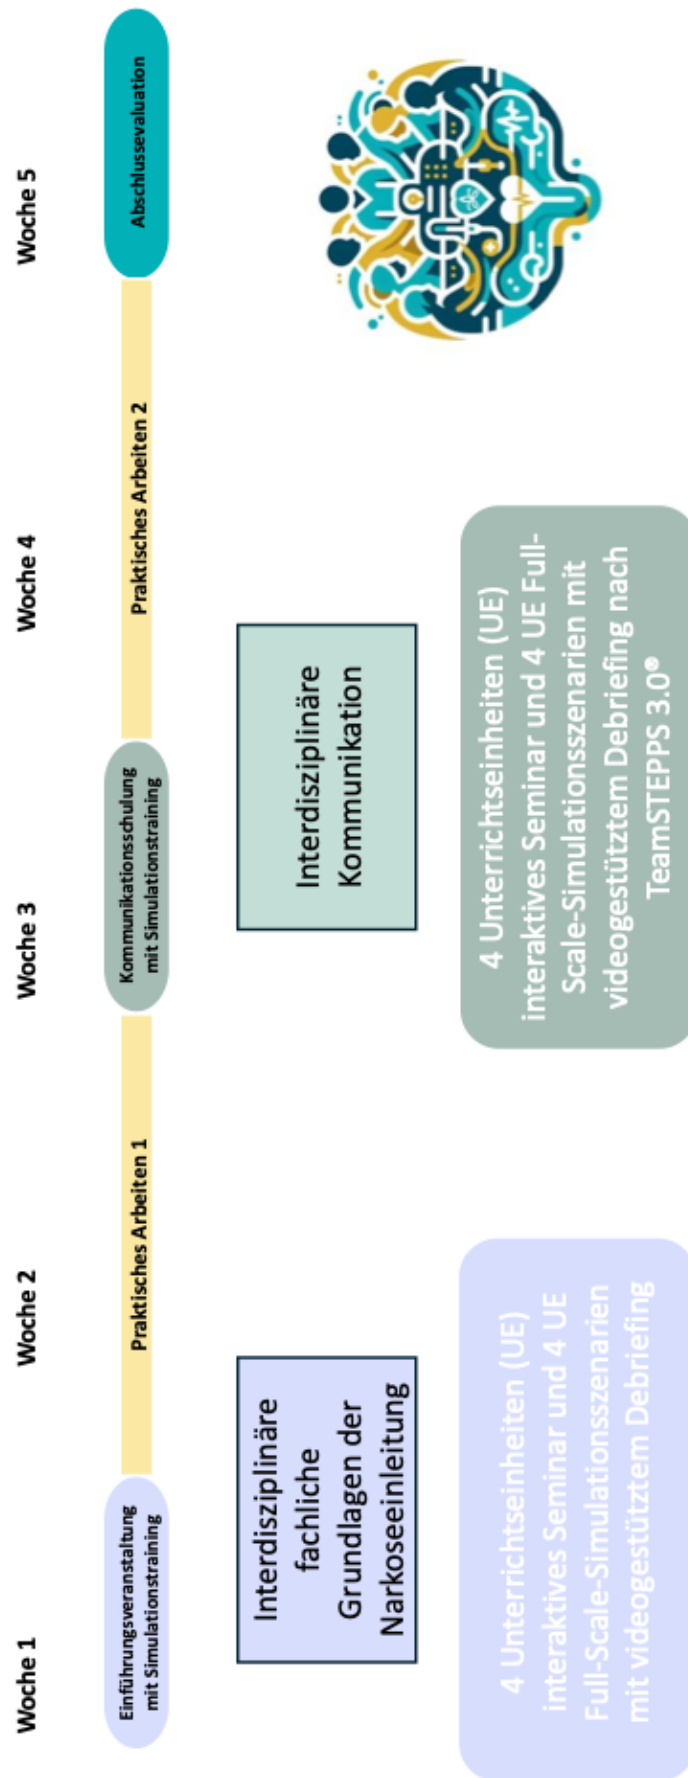 Woche 1
Woche 2
Woche 3
Woche 4
Woche 5
Einführungsveranstaltung
mit Simulationstraining
Praktisches Arbeiten 1
Kommunikationsschulung
mit Simulationstraining
Praktisches Arbeiten 2
Abschlussevaluation
Interdisziplinäre
fachliche
Grundlagen der
Narkoseeinleitung
Interdisziplinäre
Kommunikation
4 Unterrichtseinheiten (UE)
interaktives Seminar und 4 UE
Full-Scale-Simulationsszenarien
mit videogestütztem Debriefing
4 Unterrichtseinheiten (UE)
interaktives Seminar und 4 UE Full-
Scale-Simulationsszenarien mit
videogestütztem Debriefing nach
TeamSTEPPS 3.0®